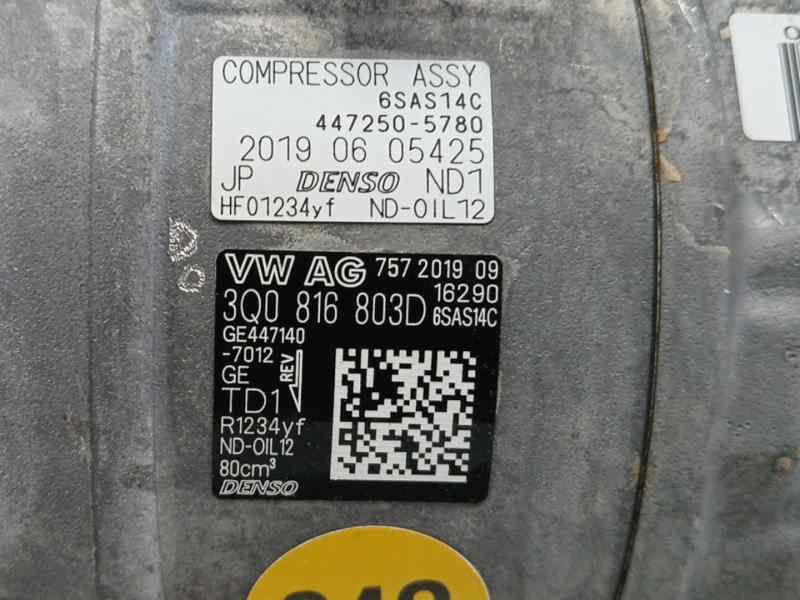 COMPRESSOR ASSY
6SAS14C
447250-5780
2019 06 05425
JP DENSO ND1
HF01234yf ND-OIL12
VW AG 757 2019 09
16290
3Q0 816 803D 6SAS14C
GE447140
-7012
GE REV
TD1
R1234yf
ND-OIL12
80cm³
DENSO